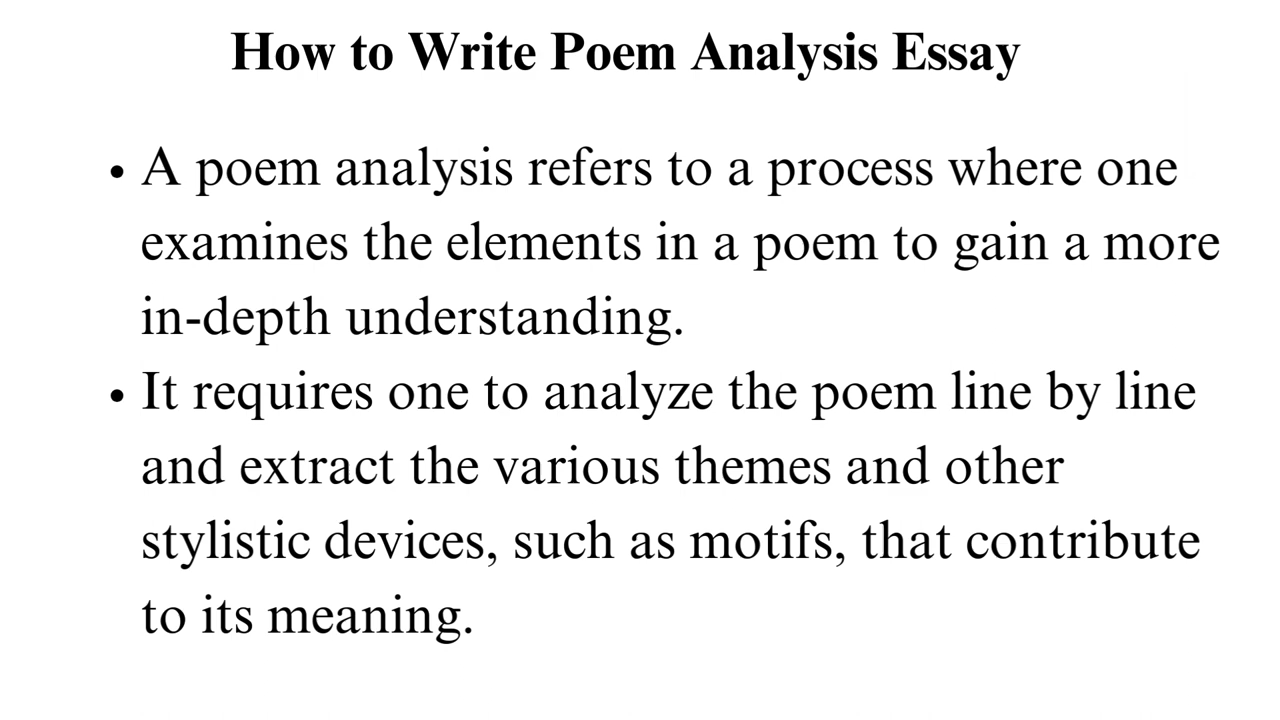 How to Write Poem Analysis Essay
• A poem analysis refers to a process where one
examines the elements in a poem to gain a more
in-depth understanding.
• It requires one to analyze the poem line by line
and extract the various themes and other
stylistic devices, such as motifs, that contribute
to its meaning.